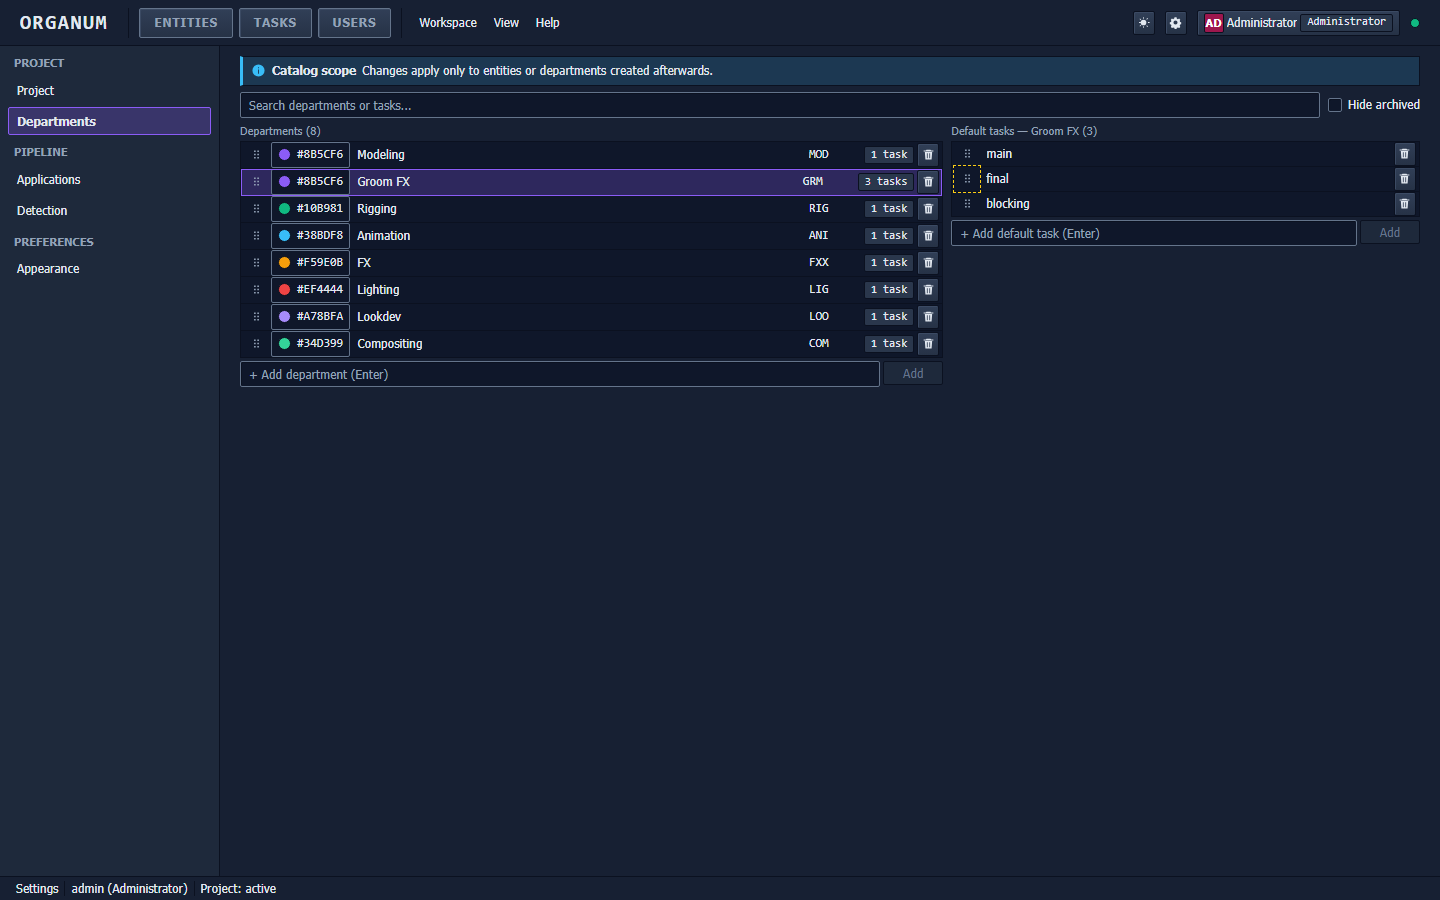 ORGANUM ENTITIES TASKS USERS Workspace View Help AD Administrator Administrator
PROJECT
Project
Departments
PIPELINE
Applications
Detection
PREFERENCES
Appearance
Catalog scope Changes apply only to entities or departments created afterwards.
Search departments or tasks...
Hide archived
Departments (8)
#8B5CF6 Modeling MOD 1 task
#8B5CF6 Groom FX GRM 3 tasks
#10B981 Rigging RIG 1 task
#38BDF8 Animation ANI 1 task
#F59E0B FX FXX 1 task
#EF4444 Lighting LIG 1 task
#A78BFA Lookdev LOO 1 task
#34D399 Compositing COM 1 task
+ Add department (Enter) Add
Default tasks — Groom FX (3)
main
final
blocking
+ Add default task (Enter) Add
Settings admin (Administrator) Project: active